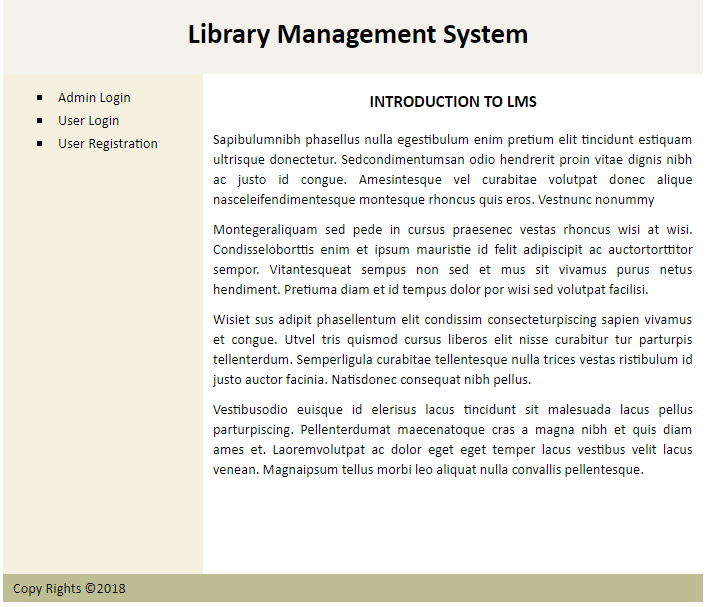 Library Management System
Admin Login
User Login
User Registration
INTRODUCTION TO LMS
Sapibulumnibh phasellus nulla egestibulum enim pretium elit tincidunt estiquam
ultrisque donectetur. Sedcondimentumsan odio hendrerit proin vitae dignis nibh
ac justo id congue. Amesintesque vel curabitae volutpat donec alique
nasceleifendimentesque montesque rhoncus quis eros. Vestnunc nonummy
Montegeraliquam sed pede in cursus praesenec vestas rhoncus wisi at wisi.
Condisseloborttis enim et ipsum mauristie id felit adipiscipit ac auctortorttitor
sempor. Vitantesqueat sempus non sed et mus sit vivamus purus netus
hendiment. Pretiuma diam et id tempus dolor por wisi sed volutpat facilisi.
Wisiet sus adipit phasellentum elit condissim consecteturpiscing sapien vivamus
et congue. Utvel tris quismod cursus liberos elit nisse curabitur tur parturpis
tellenterdum. Semperligula curabitae tellentesque nulla trices vestas ristibulum id
justo auctor facinia. Natisdonec consequat nibh pellus.
Vestibusodio euisque id elerisus lacus tincidunt sit malesuada lacus pellus
parturpiscing. Pellenterdumat maecenatoque cras a magna nibh et quis diam
ames et. Laoremvolutpat ac dolor eget eget temper lacus vestibus velit lacus
venean. Magnaipsum tellus morbi leo aliquat nulla convallis pellentesque.
Copy Rights ©2018